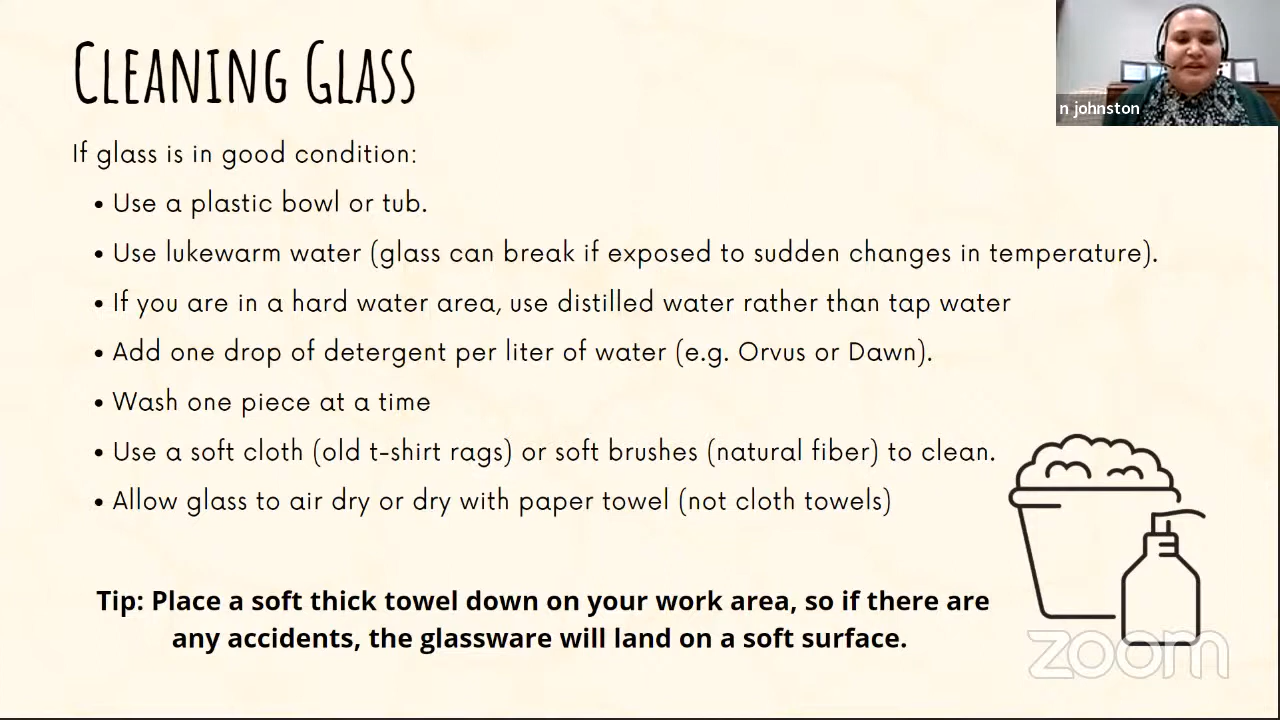 Cleaning Glass
n johnston
If glass is in good condition:
• Use a plastic bowl or tub.
• Use lukewarm water (glass can break if exposed to sudden changes in temperature).
• If you are in a hard water area, use distilled water rather than tap water
• Add one drop of detergent per liter of water (e.g. Orvus or Dawn).
• Wash one piece at a time
• Use a soft cloth (old t-shirt rags) or soft brushes (natural fiber) to clean.
• Allow glass to air dry or dry with paper towel (not cloth towels)
Tip: Place a soft thick towel down on your work area, so if there are
any accidents, the glassware will land on a soft surface.
zoom